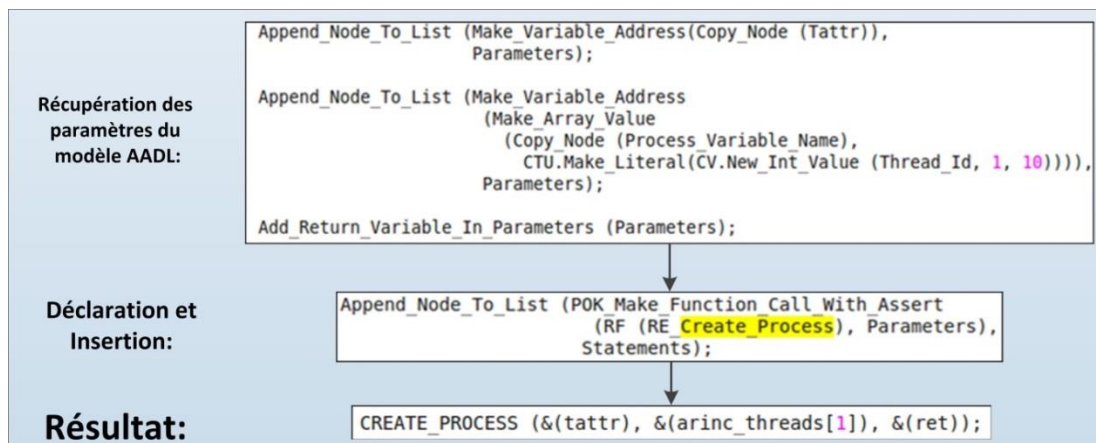 Récupération des
paramètres du
modèle AADL:
Append_Node_To_List (Make_Variable_Address(Copy_Node (Tattr)),
Parameters);
Append_Node_To_List (Make_Variable_Address
(Make_Array_Value
(Copy_Node (Process_Variable_Name),
CTU.Make_Literal(CV.New_Int_Value (Thread_Id, 1, 10)))),
Parameters);
Add_Return_Variable_In_Parameters (Parameters);
Déclaration et
Insertion:
Append_Node_To_List (POK_Make_Function_Call_With_Assert
(RF (RE_Create_Process), Parameters),
Statements);
Résultat:
CREATE_PROCESS (&(tattr), &(arinc_threads[1]), &(ret));